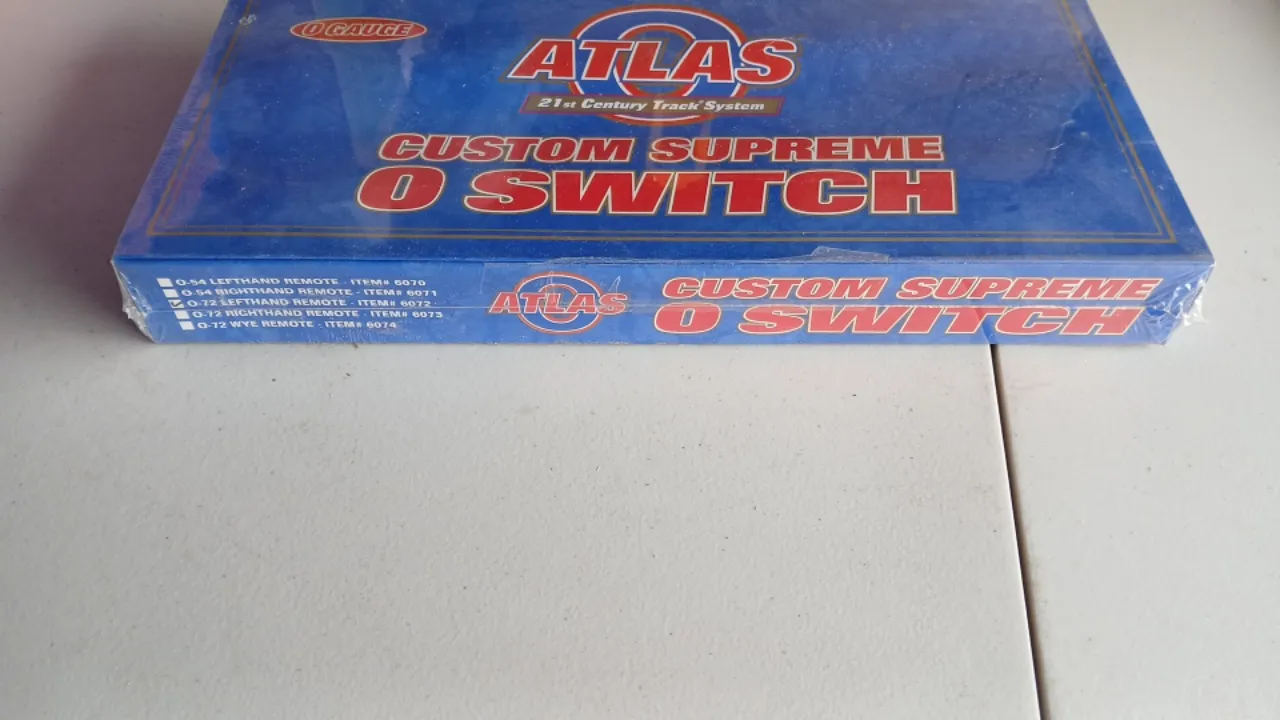 O GAUGE
ATLAS
21st Century Track System
CUSTOM SUPREME
O SWITCH
O-54 LEFTHAND REMOTE - ITEM# 6070
O-54 RIGHTHAND REMOTE - ITEM# 6071
O-72 LEFTHAND REMOTE - ITEM# 6072
O-72 RIGHTHAND REMOTE - ITEM# 6073
O-72 WYE REMOTE - ITEM# 6074
ATLAS
CUSTOM SUPREME
O SWITCH